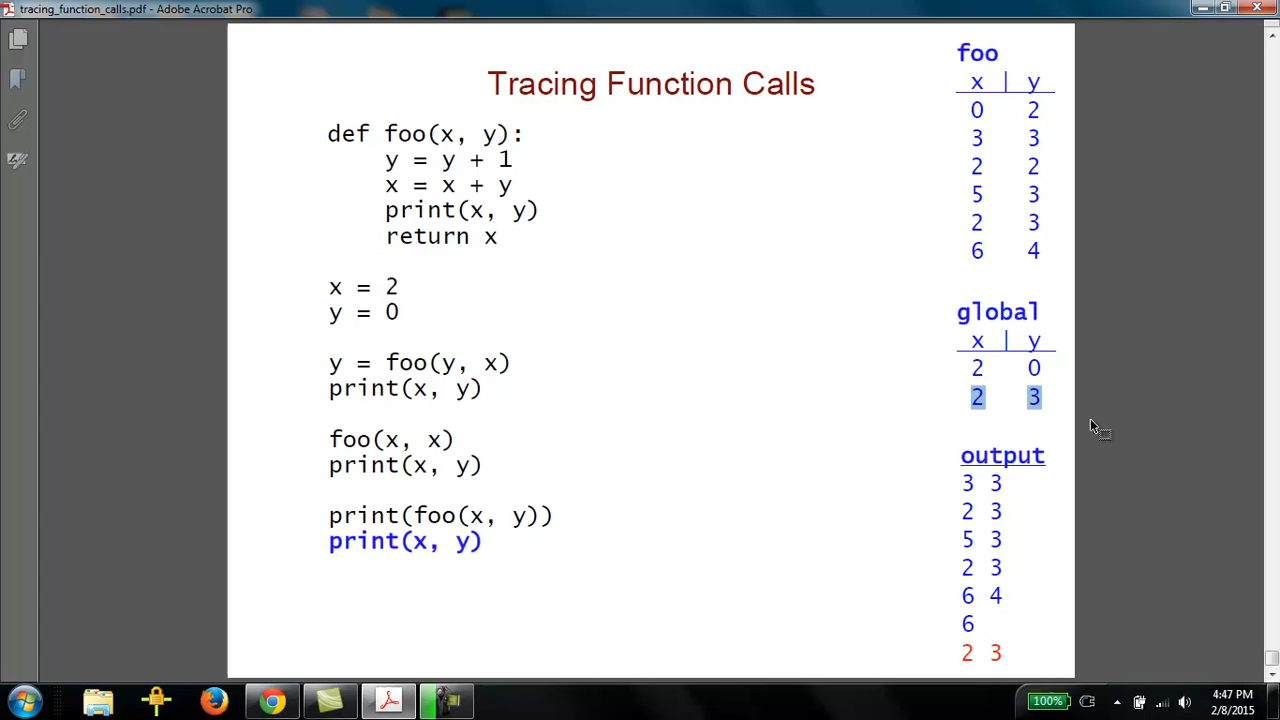 tracing_function_calls.pdf - Adobe Acrobat Pro
Tracing Function Calls
def foo(x, y):
    y = y + 1
    x = x + y
    print(x, y)
    return x
x = 2
y = 0
y = foo(y, x)
print(x, y)
foo(x, x)
print(x, y)
print(foo(x, y))
print(x, y)
foo
x | y
0 2
3 3
2 2
5 3
2 3
6 4
global
x | y
2 0
2 3
output
3 3
2 3
5 3
2 3
6 4
6
2 3
100%
4:47 PM
2/8/2015